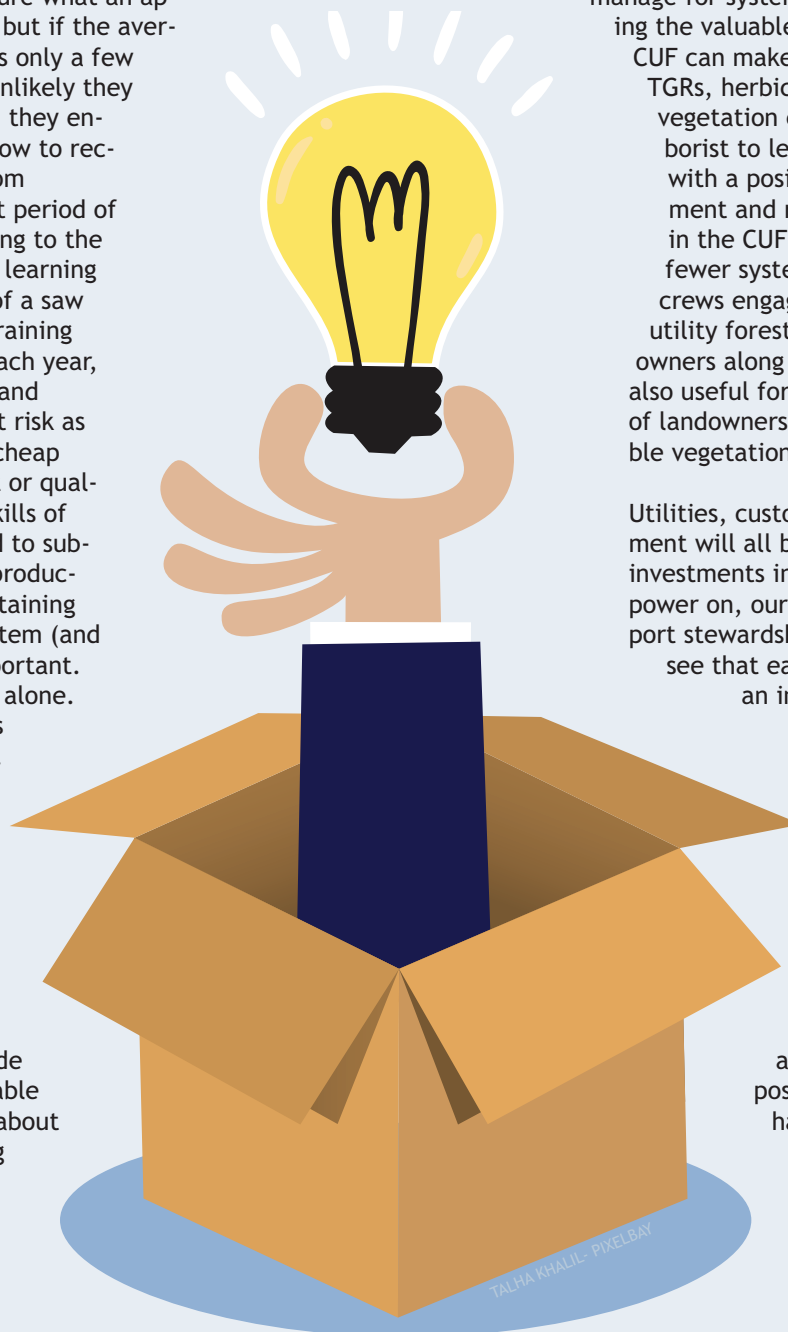 but if the aver-
s only a few
nlikely they
they en-
ow to rec-
om
t period of
ng to the
learning
of a saw
raining
ach year,
and
t risk as
cheap
or qual-
kills of
d to sub-
produc-
taining
tem (and
portant.
alone.
s
de
able
about
g
manage for system
ing the valuable
CUF can make
TGRs, herbic
vegetation
borist to le
with a posi
ment and
in the CUF
fewer syste
crews engag
utility forest
owners along
also useful for
of landowners
ble vegetation
Utilities, custo
ment will all b
investments in
power on, our
port stewardsh
see that ea
an in
a
pos
ha
TALHA KHALIL- PIXELBAY